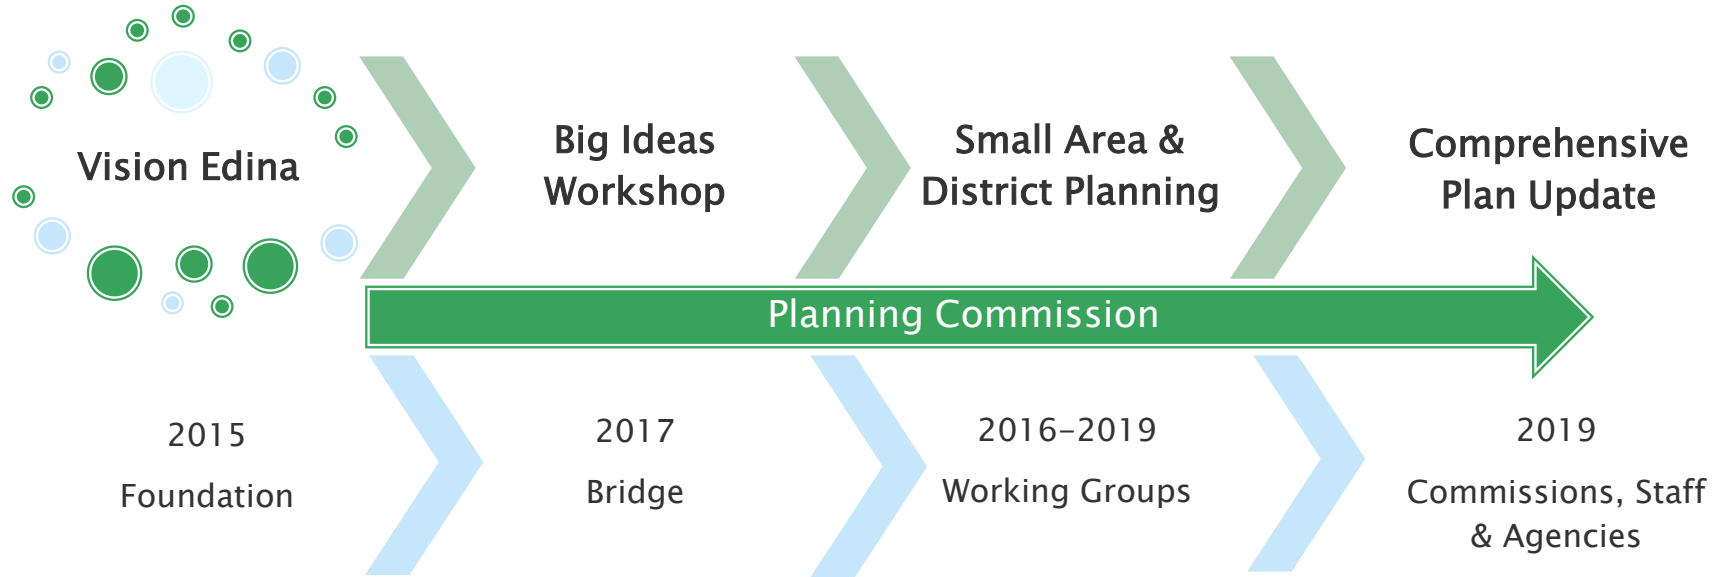 Vision Edina
Big Ideas
Workshop
Small Area &
District Planning
Comprehensive
Plan Update
Planning Commission
2015
Foundation
2017
Bridge
2016-2019
Working Groups
2019
Commissions, Staff
& Agencies